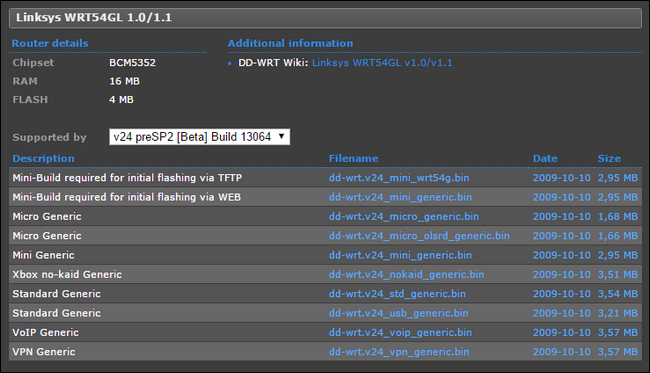 Linksys WRT54GL 1.0/1.1
Router details
Chipset BCM5352
RAM 16 MB
FLASH 4 MB
Additional information
DD-WRT Wiki: Linksys WRT54GL v1.0/v1.1
Supported by v24 preSP2 [Beta] Build 13064
Description Filename Date Size
Mini-Build required for initial flashing via TFTP dd-wrt.v24_mini_wrt54g.bin 2009-10-10 2,95 MB
Mini-Build required for initial flashing via WEB dd-wrt.v24_mini_generic.bin 2009-10-10 2,95 MB
Micro Generic dd-wrt.v24_micro_generic.bin 2009-10-10 1,68 MB
Micro Generic dd-wrt.v24_micro_olsrd_generic.bin 2009-10-10 1,66 MB
Mini Generic dd-wrt.v24_mini_generic.bin 2009-10-10 2,95 MB
Xbox no-kaid Generic dd-wrt.v24_nokaid_generic.bin 2009-10-10 3,51 MB
Standard Generic dd-wrt.v24_std_generic.bin 2009-10-10 3,54 MB
Standard Generic dd-wrt.v24_usb_generic.bin 2009-10-10 3,21 MB
VoIP Generic dd-wrt.v24_voip_generic.bin 2009-10-10 3,57 MB
VPN Generic dd-wrt.v24_vpn_generic.bin 2009-10-10 3,57 MB